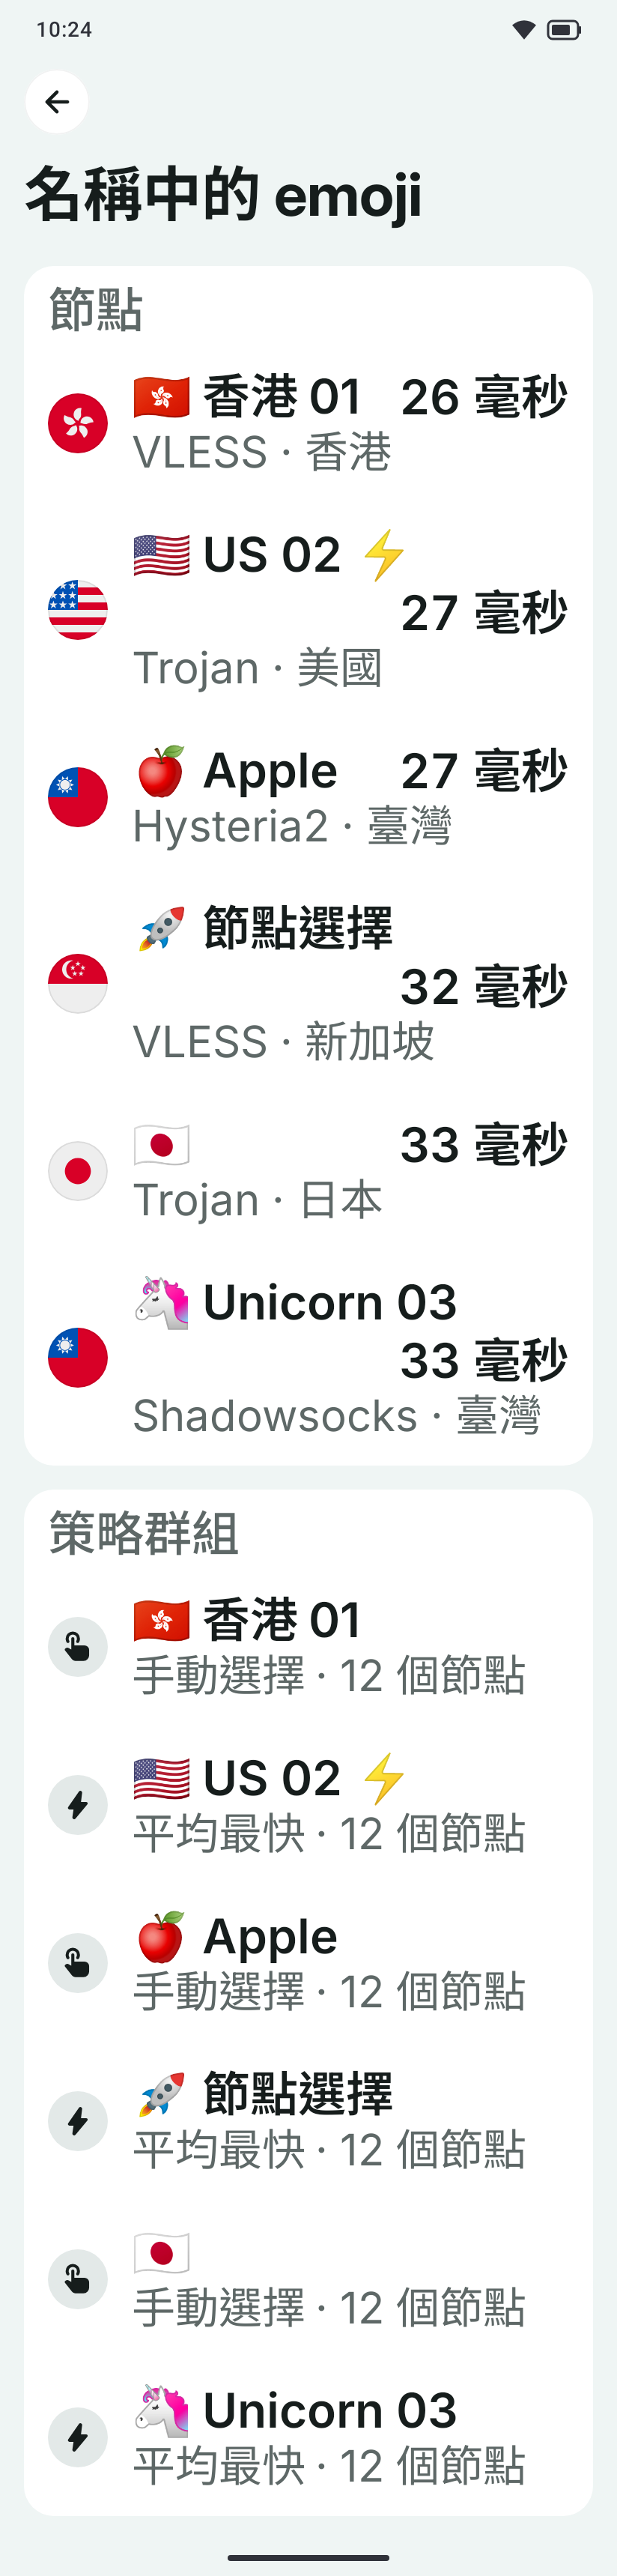 10:24
名稱中的 emoji
節點
🇭🇰 香港 01 26 毫秒
VLESS · 香港
🇺🇸 US 02 ⚡
27 毫秒
Trojan · 美國
🍎 Apple 27 毫秒
Hysteria2 · 臺灣
🚀 節點選擇
32 毫秒
VLESS · 新加坡
🇯🇵 33 毫秒
Trojan · 日本
🦄 Unicorn 03
33 毫秒
Shadowsocks · 臺灣
策略群組
🇭🇰 香港 01
手動選擇 · 12 個節點
🇺🇸 US 02 ⚡
平均最快 · 12 個節點
🍎 Apple
手動選擇 · 12 個節點
🚀 節點選擇
平均最快 · 12 個節點
🇯🇵
手動選擇 · 12 個節點
🦄 Unicorn 03
平均最快 · 12 個節點